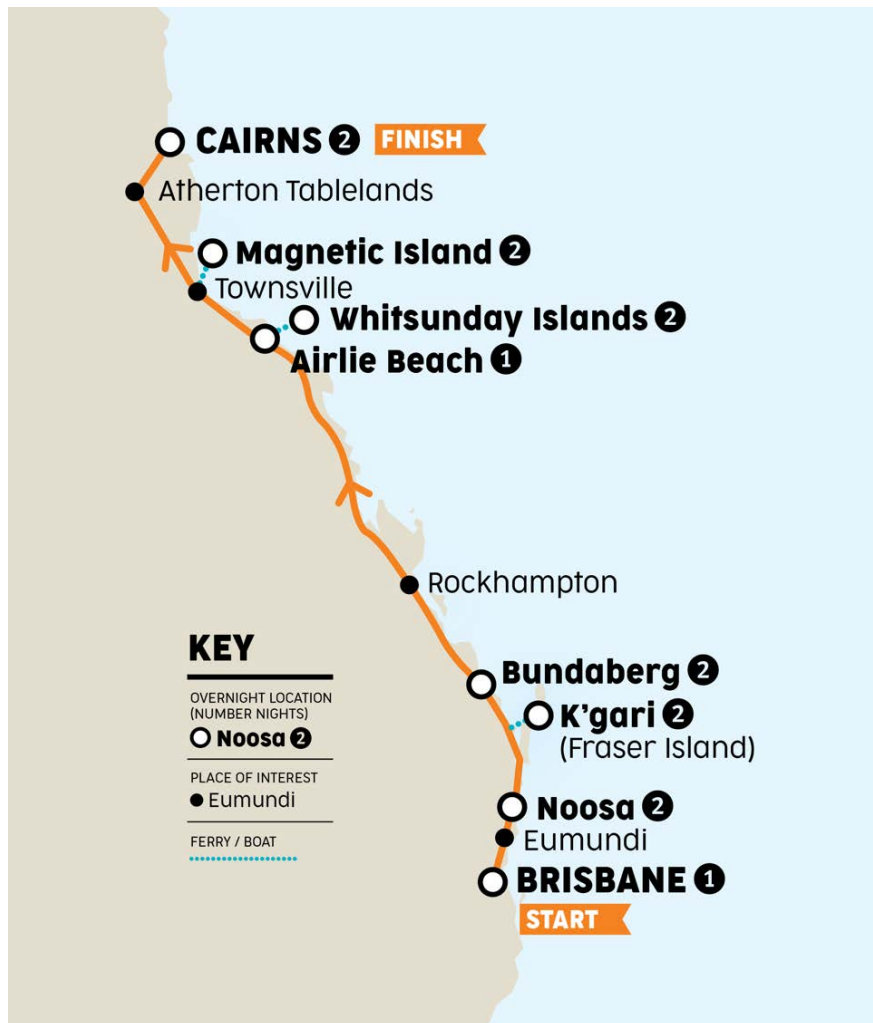 CAIRNS 2 FINISH
Atherton Tablelands
Magnetic Island 2
Townsville
Whitsunday Islands 2
Airlie Beach 1
Rockhampton
Bundaberg 2
K'gari 2
(Fraser Island)
Noosa 2
Eumundi
BRISBANE 1
START
KEY
OVERNIGHT LOCATION
(NUMBER NIGHTS)
Noosa 2
PLACE OF INTEREST
Eumundi
FERRY / BOAT